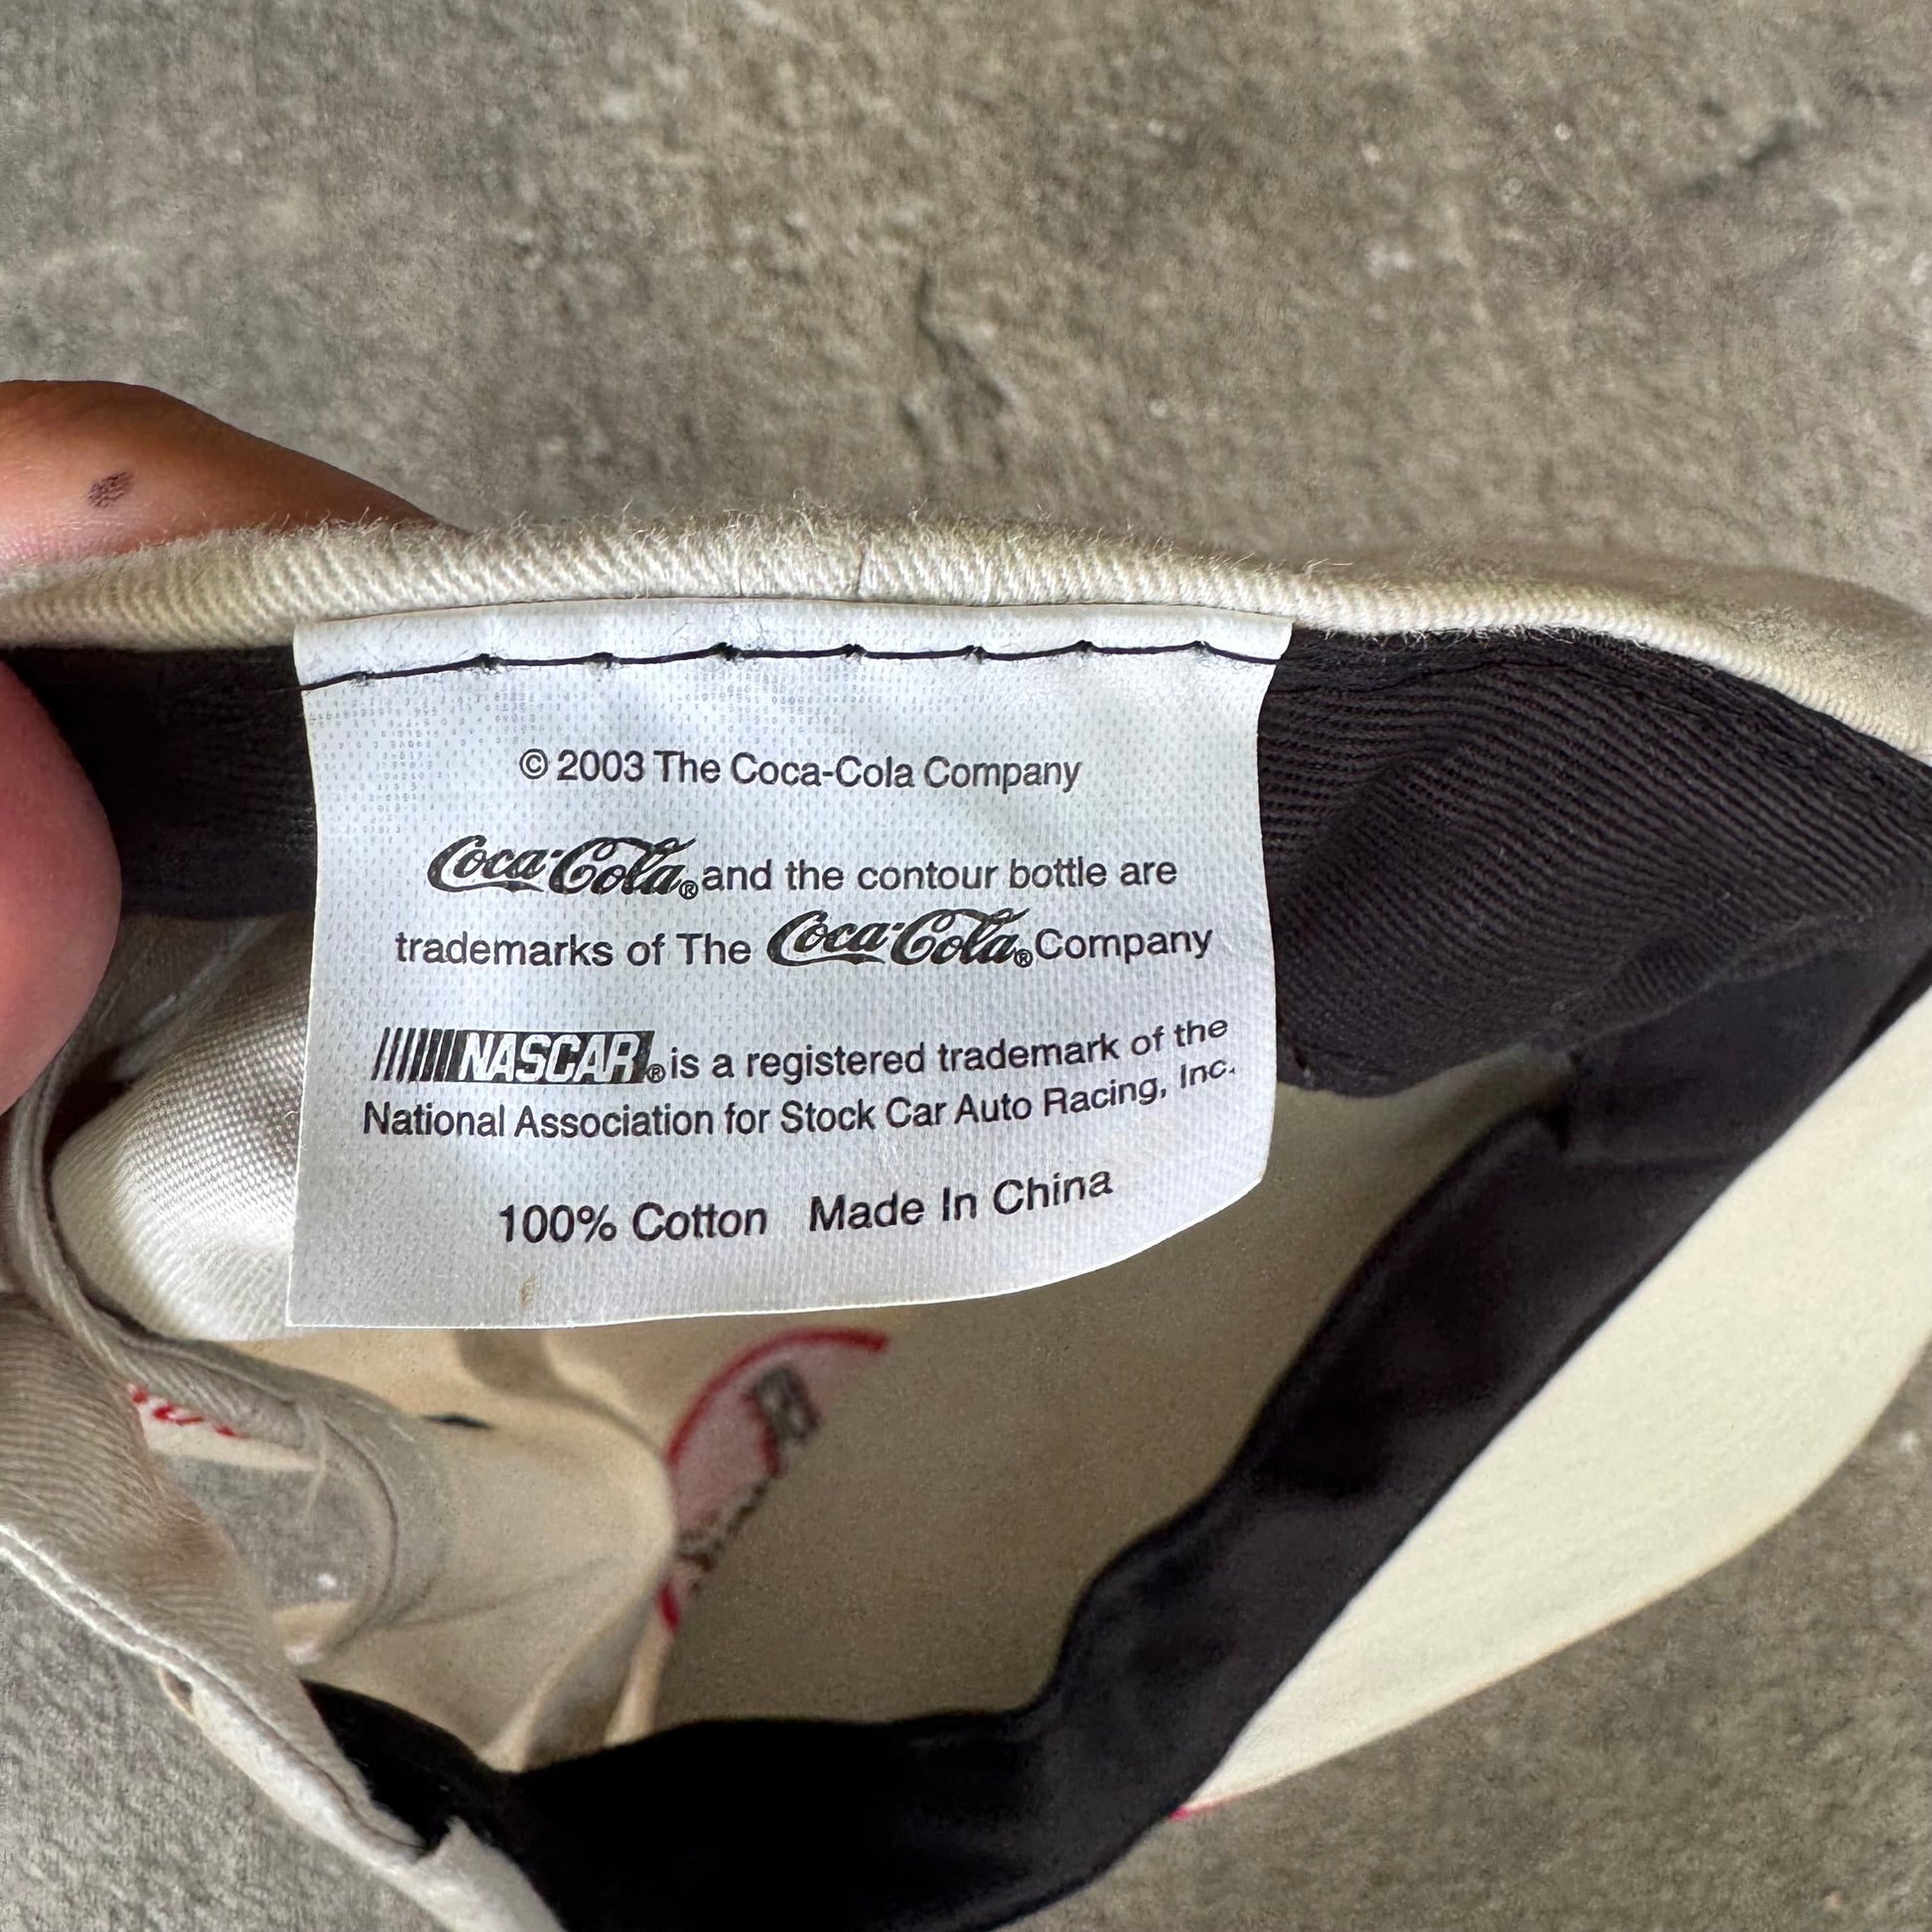 © 2003 The Coca-Cola Company
Coca-Cola® and the contour bottle are
trademarks of The Coca-Cola® Company
NASCAR® is a registered trademark of the
National Association for Stock Car Auto Racing, Inc.
100% Cotton Made In China